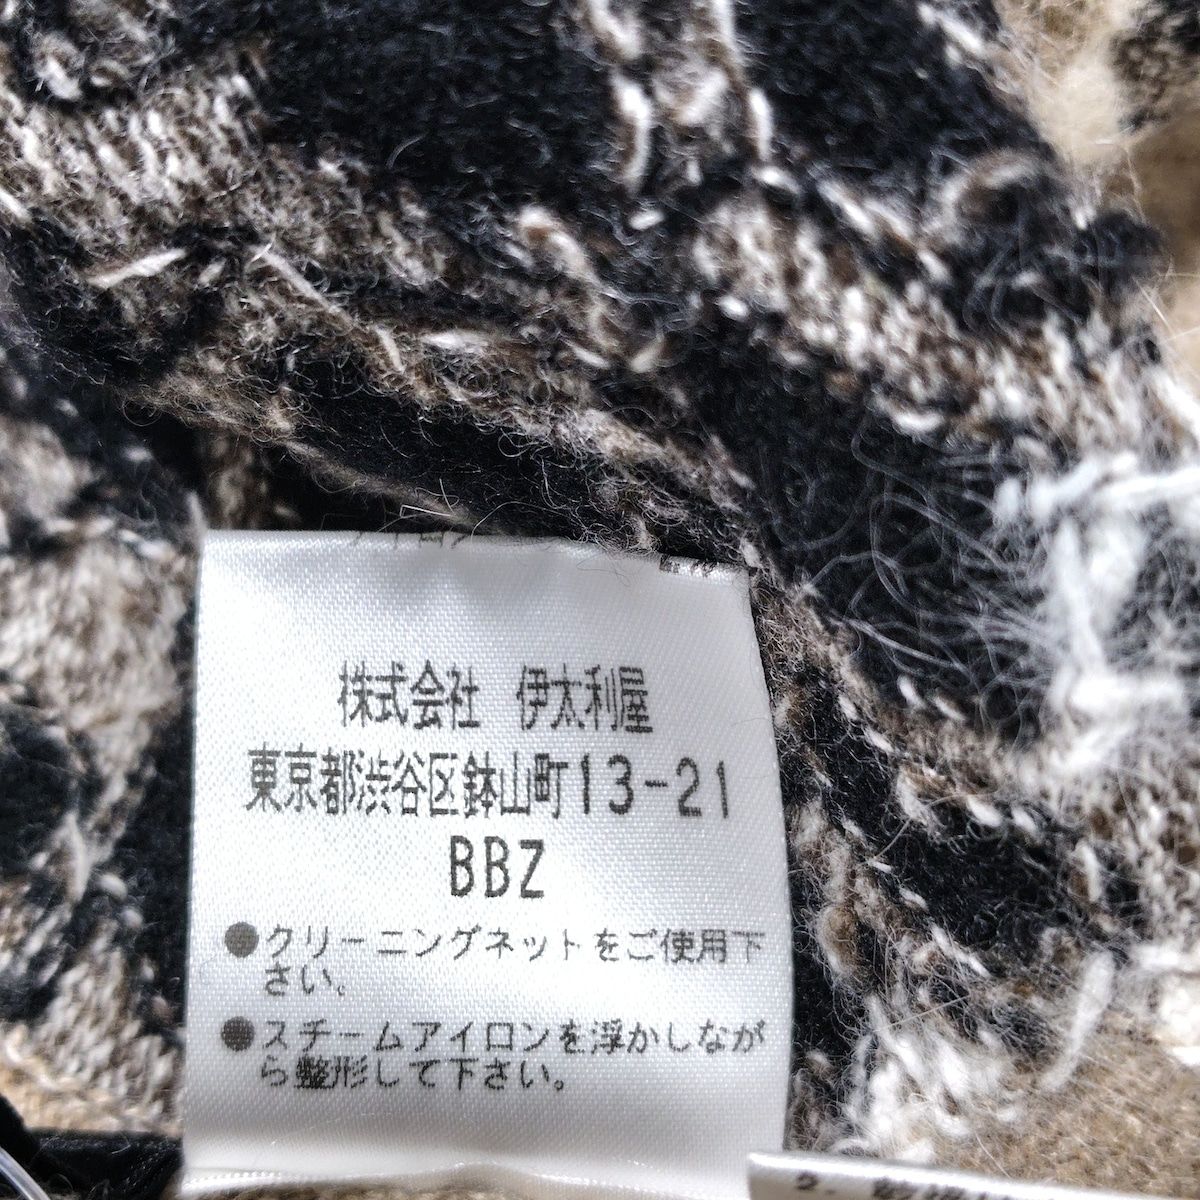 株式会社 伊太利屋
東京都渋谷区鉢山町13-21
BBZ
●クリーニングネットをご使用下
さい。
●スチームアイロンを浮かしなが
ら整形して下さい。
2.